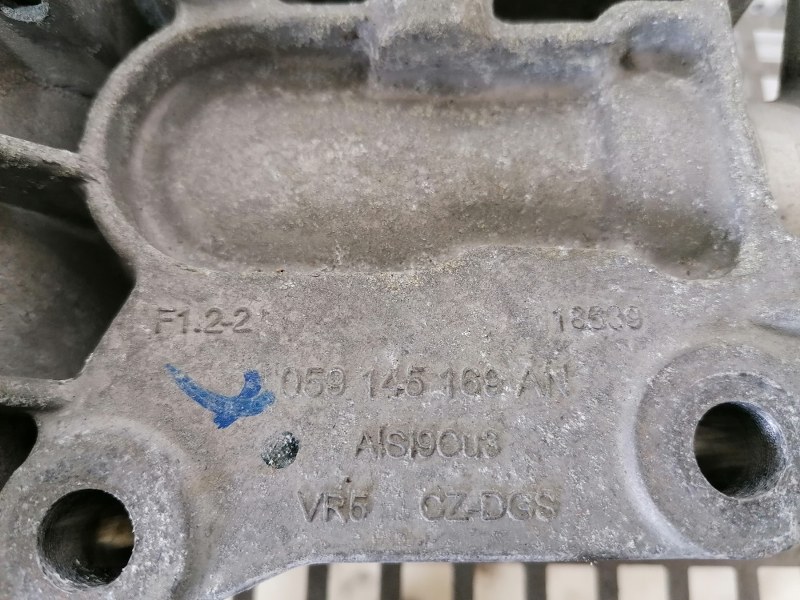 F1.2-2 18539
059 145 169 AN
AlSi9Cu3
VR5 CZ-DGS